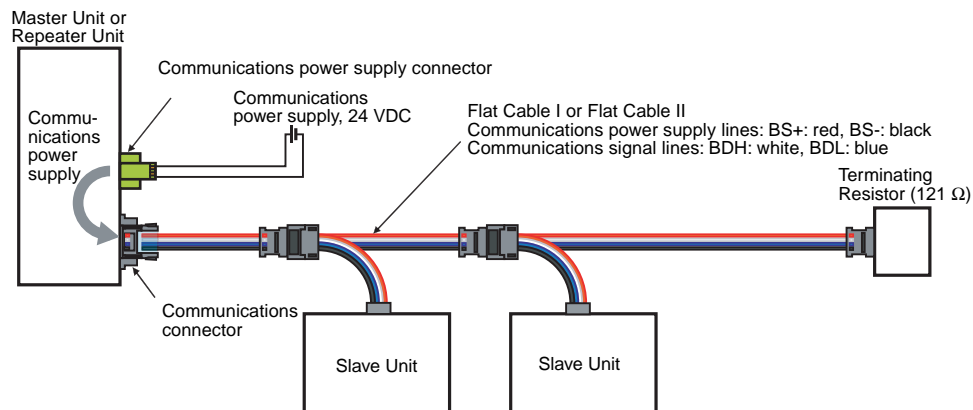 Master Unit or
Repeater Unit
Communications power supply connector
Communications
power supply, 24 VDC
Commu-
nications
power
supply
Flat Cable I or Flat Cable II
Communications power supply lines: BS+: red, BS-: black
Communications signal lines: BDH: white, BDL: blue
Terminating
Resistor (121 Ω)
Communications
connector
Slave Unit
Slave Unit